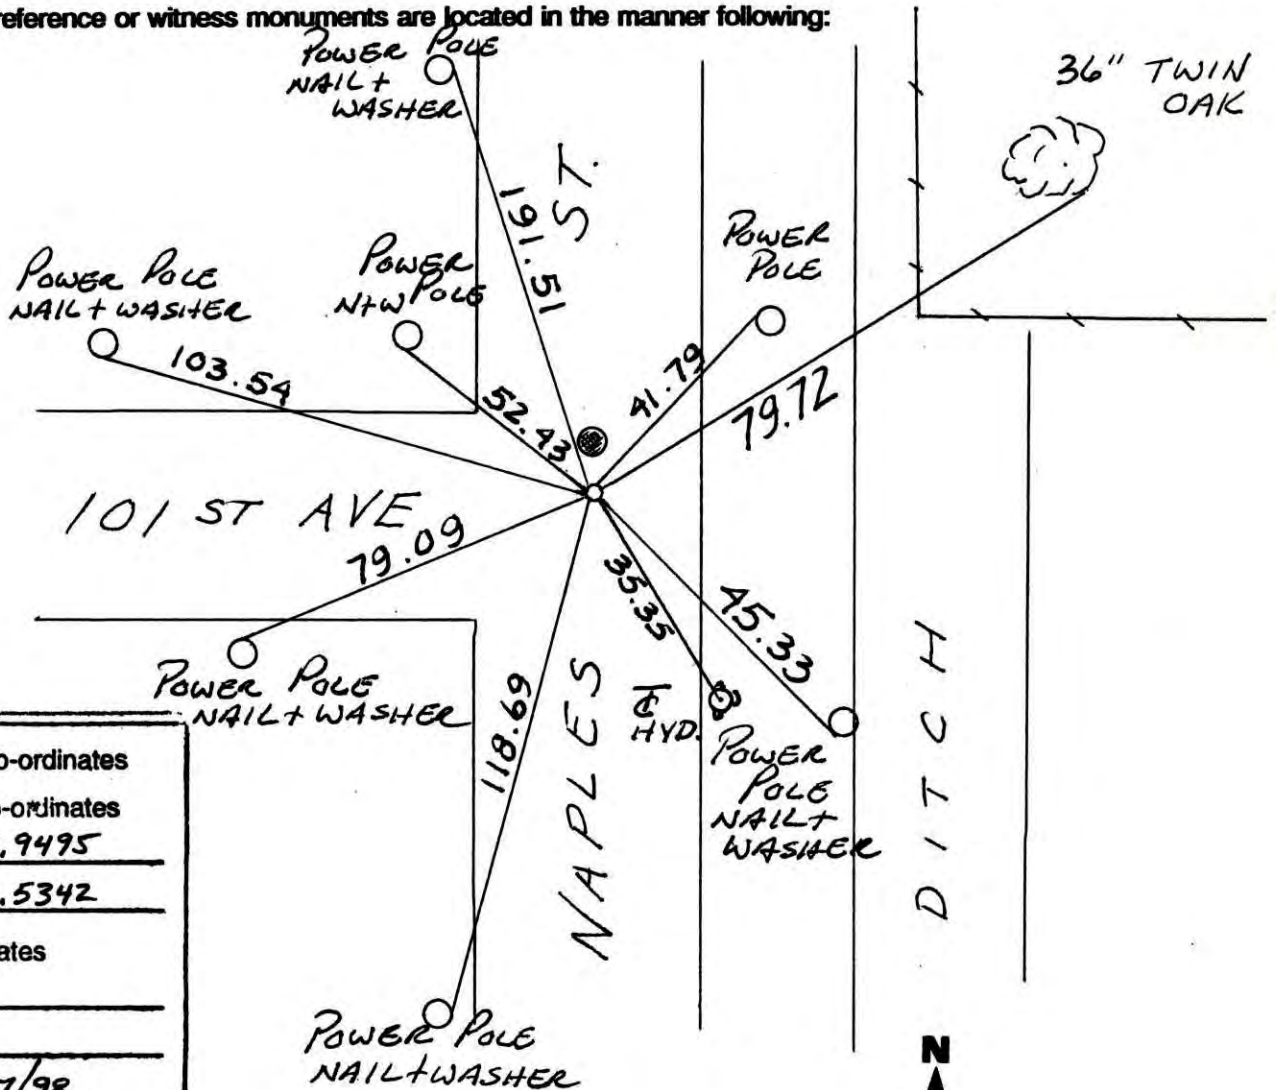 reference or witness monuments are located in the manner following:
POWER POLE
NAIL +
WASHER
36" TWIN
OAK
ST.
191.51
POWER
POLE
POWER POLE
NAIL + WASHER
POWER
N+W POLE
103.54
52.43
41.79
79.72
101 ST AVE
79.09
35.35
45.33
POWER POLE
NAIL + WASHER
118.69
NAPLES
HYD.
POWER
POLE
NAIL +
WASHER
DITCH
o-ordinates
o-ordinates
.9495
.5342
ates
7/98
POWER POLE
NAIL + WASHER
N